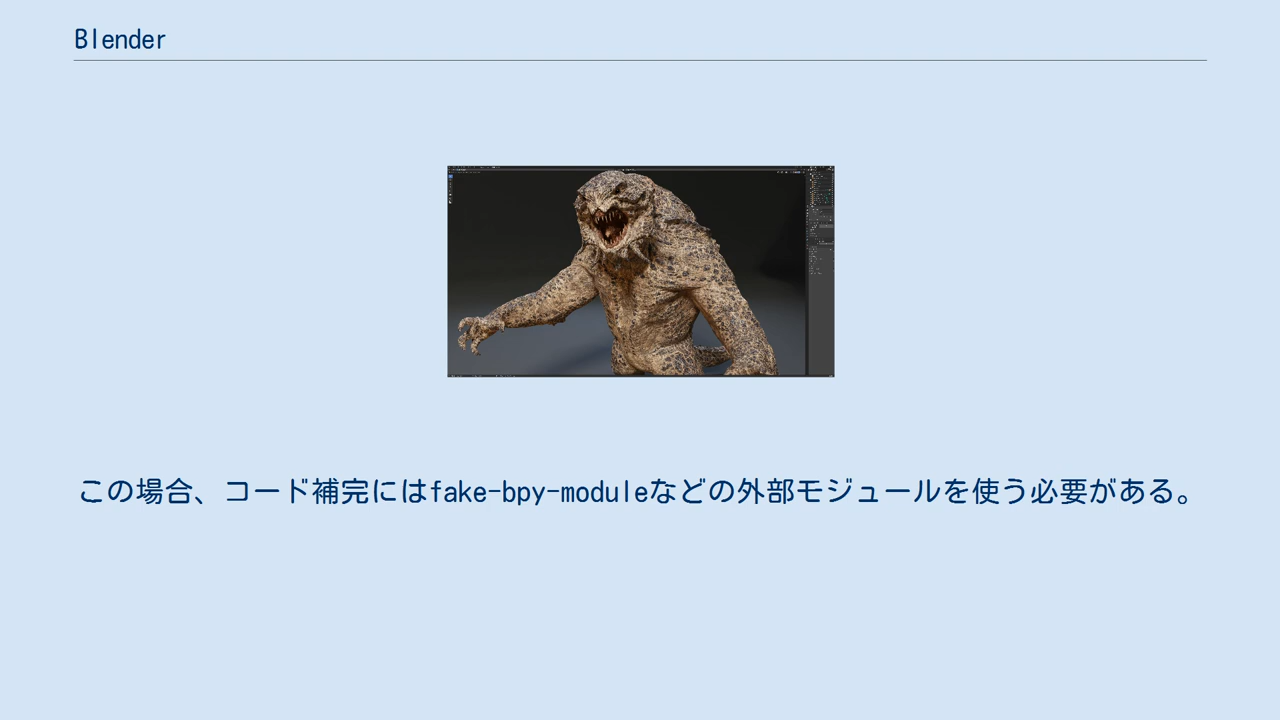 Blender
この場合、コード補完にはfake-bpy-moduleなどの外部モジュールを使う必要がある。